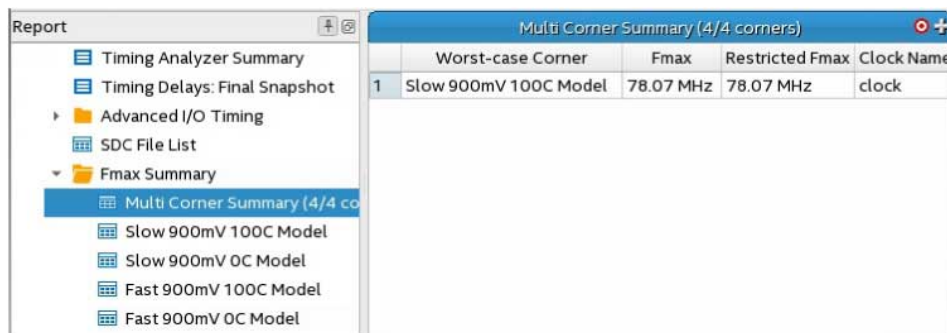 Report
Timing Analyzer Summary
Timing Delays: Final Snapshot
Advanced I/O Timing
SDC File List
Fmax Summary
Multi Corner Summary (4/4 co
Slow 900mV 100C Model
Slow 900mV 0C Model
Fast 900mV 100C Model
Fast 900mV 0C Model
Multi Corner Summary (4/4 corners)
Worst-case Corner Fmax Restricted Fmax Clock Name
1 Slow 900mV 100C Model 78.07 MHz 78.07 MHz clock